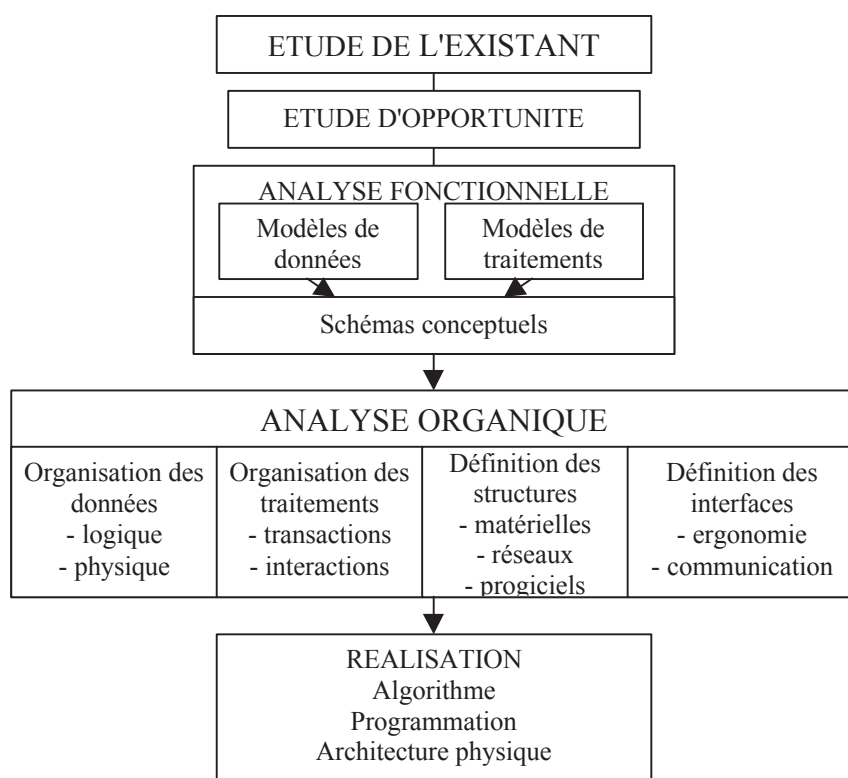 ETUDE DE L'EXISTANT
ETUDE D'OPPORTUNITE
ANALYSE FONCTIONNELLE
Modèles de
données
Modèles de
traitements
Schémas conceptuels
ANALYSE ORGANIQUE
Organisation des
données
- logique
- physique
Organisation des
traitements
- transactions
- interactions
Définition des
structures
- matérielles
- réseaux
- progiciels
Définition des
interfaces
- ergonomie
- communication
REALISATION
Algorithme
Programmation
Architecture physique